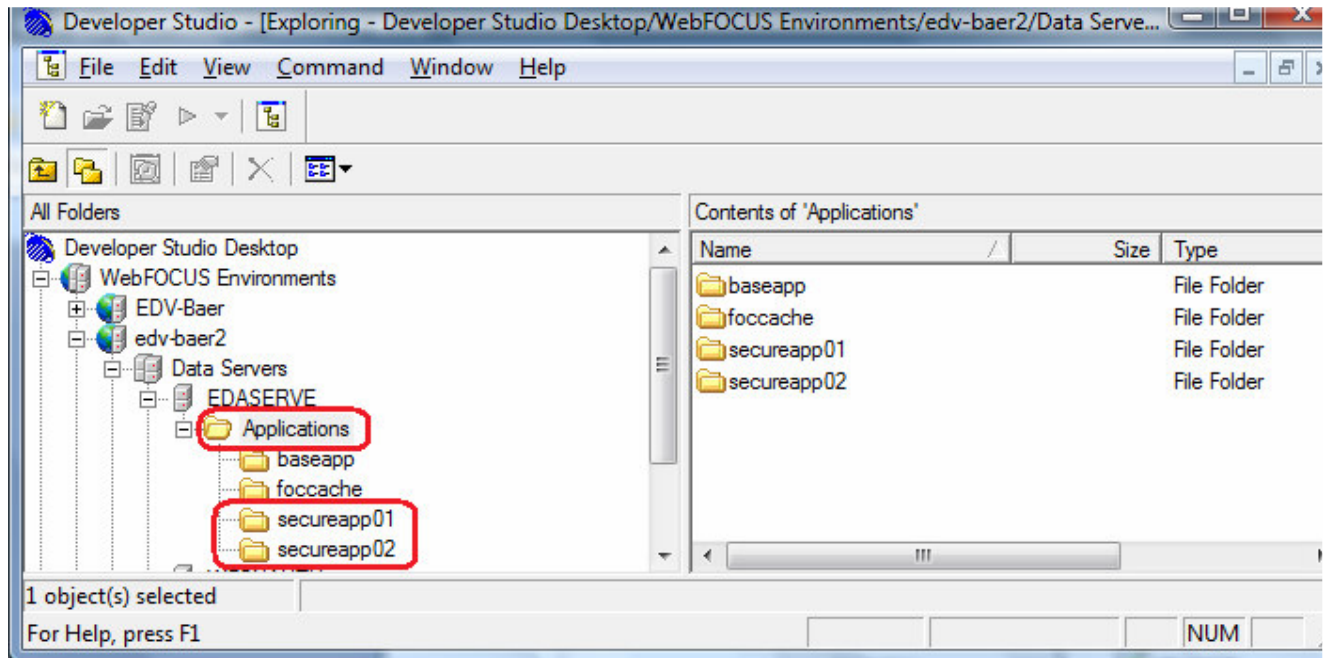 Developer Studio - [Exploring - Developer Studio Desktop/WebFOCUS Environments/edv-baer2/Data Serve...
File Edit View Command Window Help
All Folders
Contents of 'Applications'
Developer Studio Desktop
WebFOCUS Environments
EDV-Baer
edv-baer2
Data Servers
EDASERVE
Applications
baseapp
foccache
secureapp01
secureapp02
Name Size Type
baseapp File Folder
foccache File Folder
secureapp01 File Folder
secureapp02 File Folder
1 object(s) selected
For Help, press F1
NUM